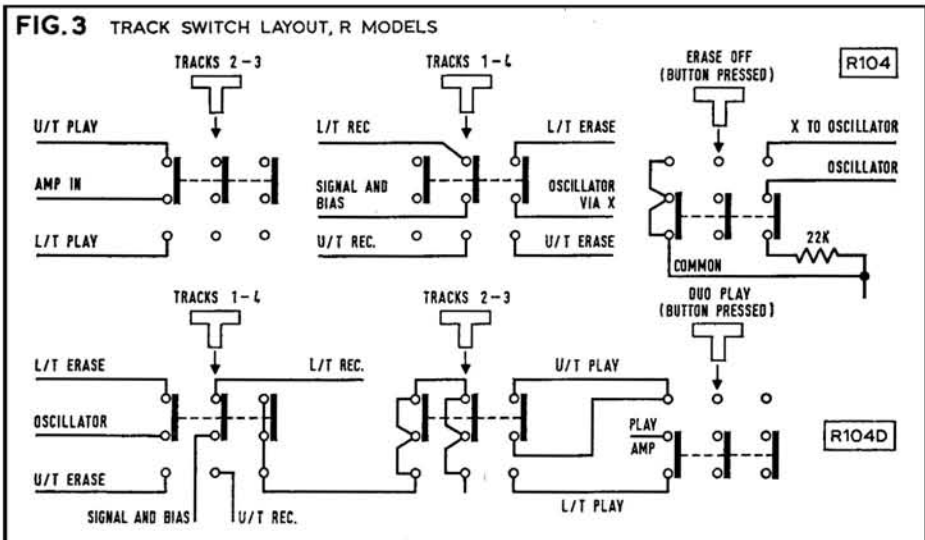 FIG. 3 TRACK SWITCH LAYOUT, R MODELS
TRACKS 2-3
TRACKS 1-4
ERASE OFF
(BUTTON PRESSED)
R104
U/T PLAY
L/T REC
L/T ERASE
X TO OSCILLATOR
AMP IN
SIGNAL AND
BIAS
OSCILLATOR
VIA X
OSCILLATOR
L/T PLAY
U/T REC.
U/T ERASE
22K
COMMON
TRACKS 1-4
TRACKS 2-3
DUO PLAY
(BUTTON PRESSED)
L/T ERASE
L/T REC.
U/T PLAY
OSCILLATOR
PLAY
AMP
R104D
U/T ERASE
L/T PLAY
SIGNAL AND BIAS
U/T REC.